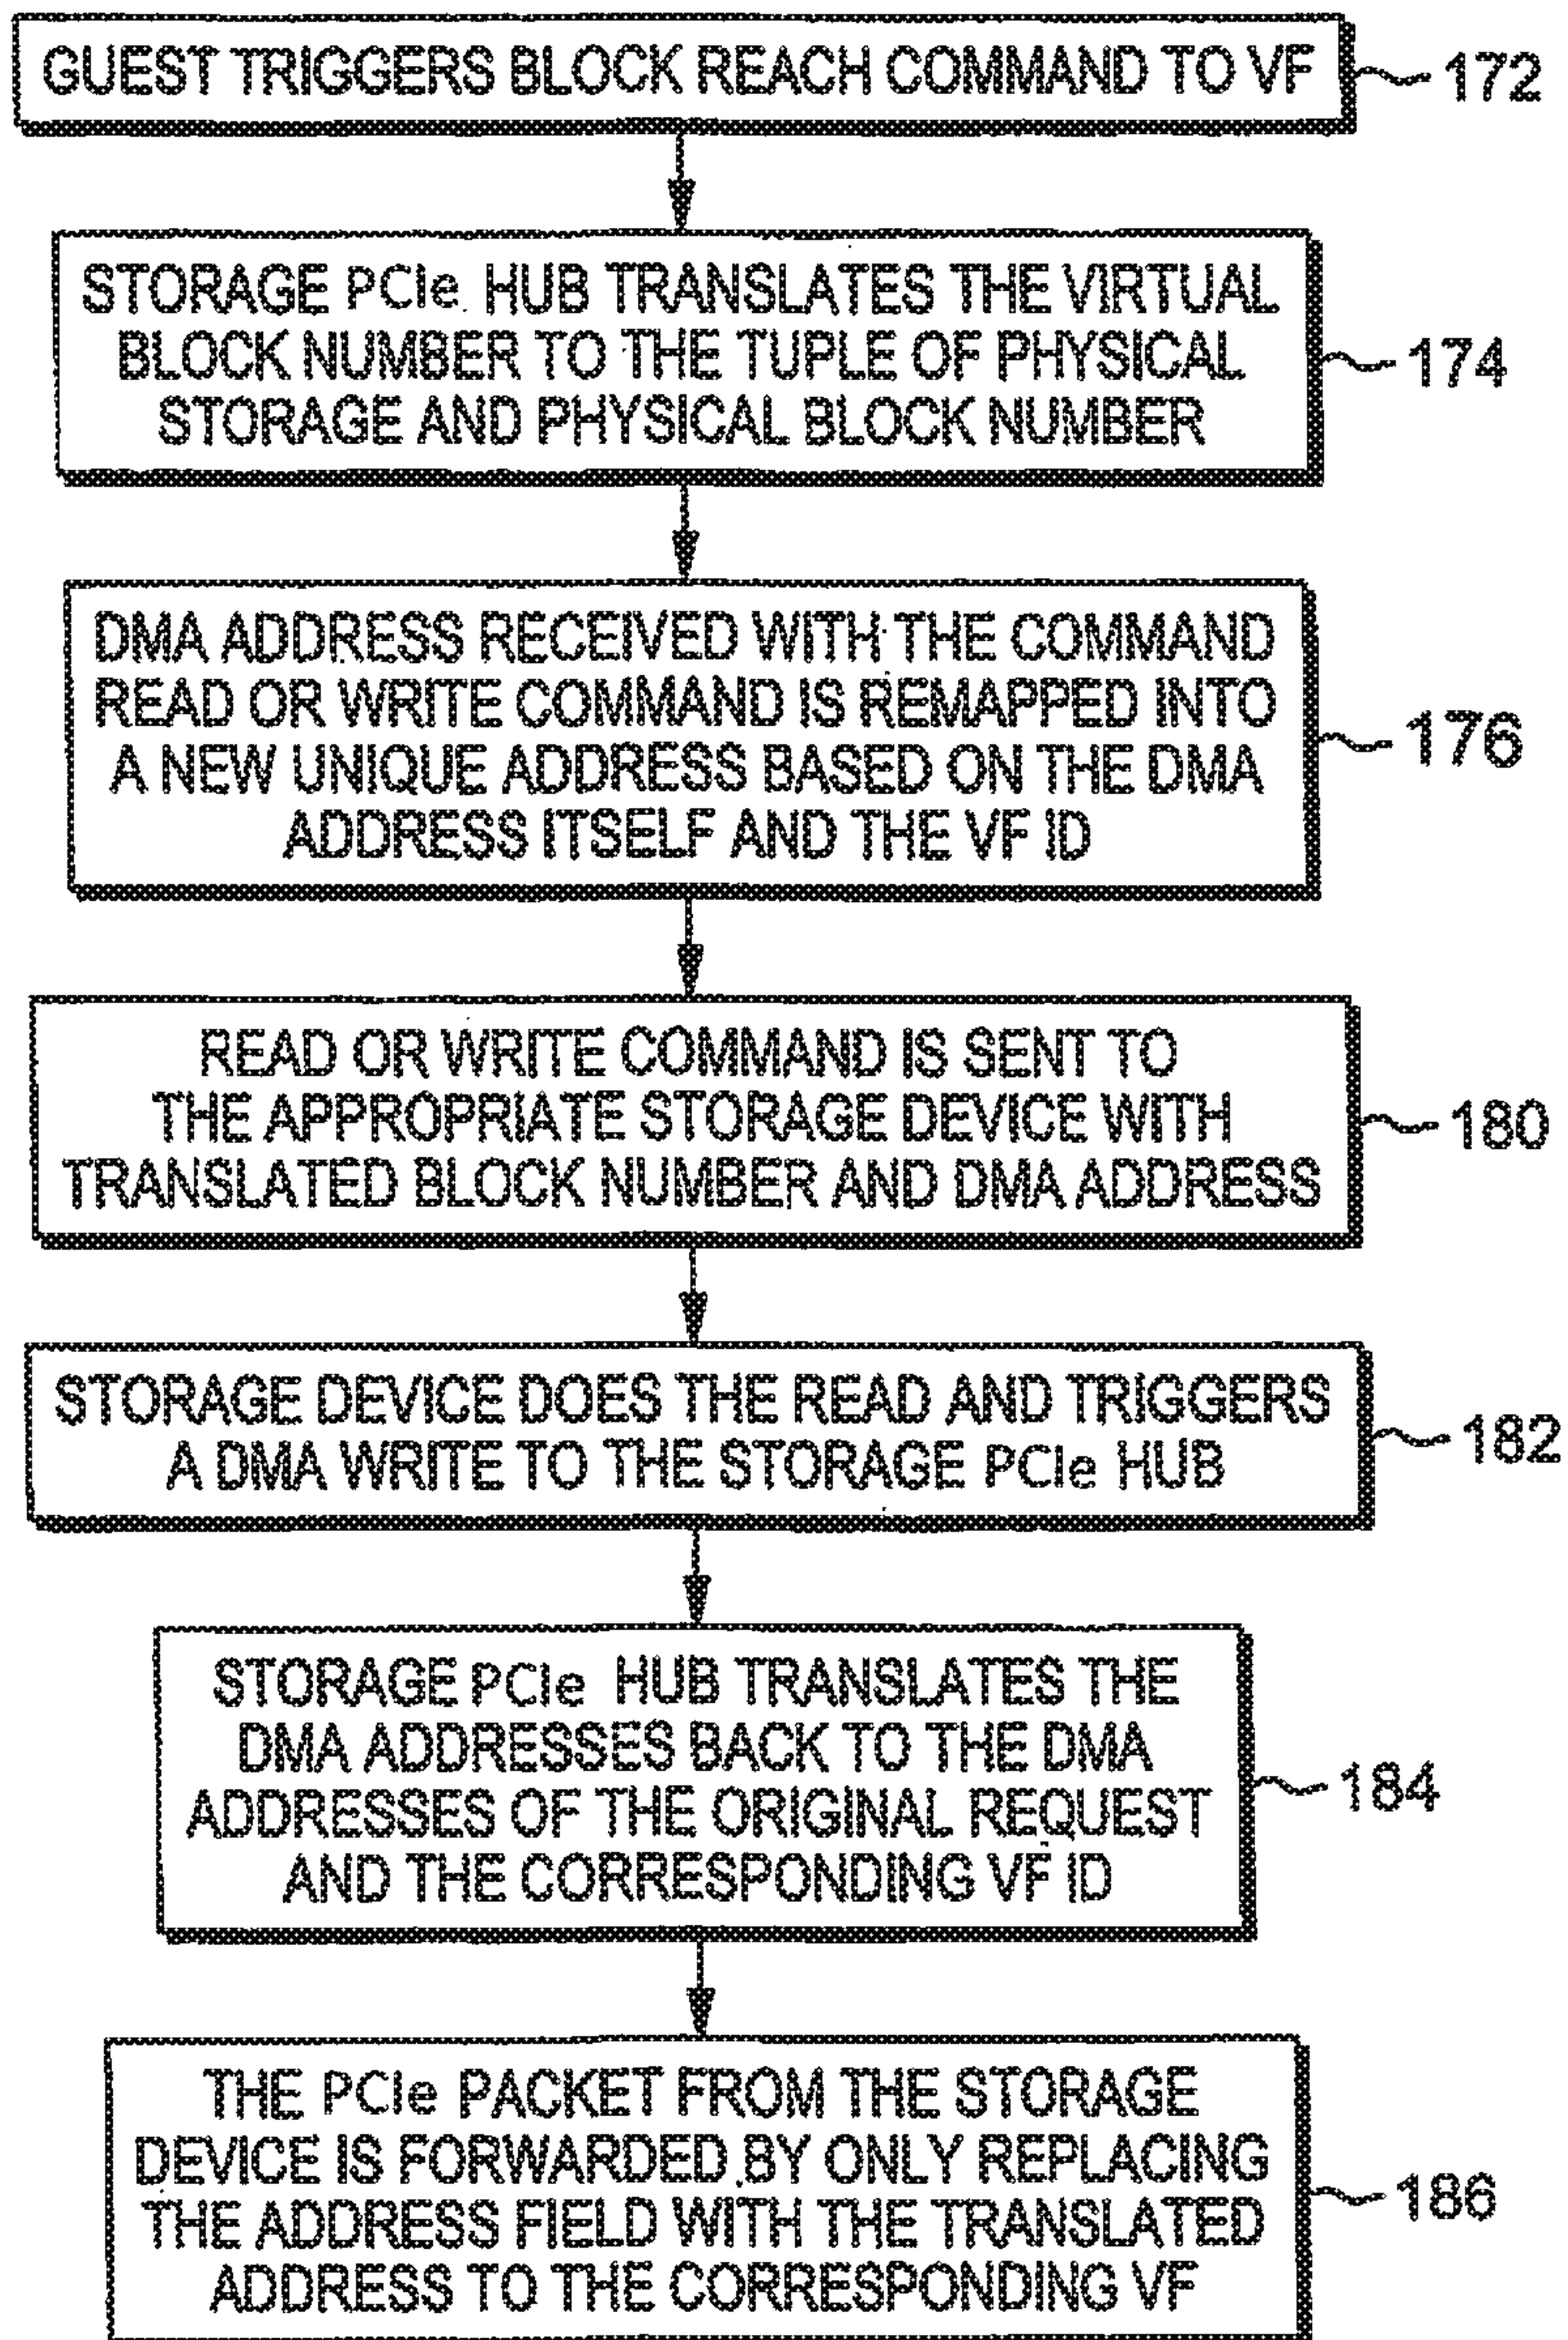 GUEST TRIGGERS BLOCK REACH COMMAND TO VF
172
STORAGE PCIe HUB TRANSLATES THE VIRTUAL
BLOCK NUMBER TO THE TUPLE OF PHYSICAL
STORAGE AND PHYSICAL BLOCK NUMBER
174
DMA ADDRESS RECEIVED WITH THE COMMAND
READ OR WRITE COMMAND IS REMAPPED INTO
A NEW UNIQUE ADDRESS BASED ON THE DMA
ADDRESS ITSELF AND THE VF ID
176
READ OR WRITE COMMAND IS SENT TO
THE APPROPRIATE STORAGE DEVICE WITH
TRANSLATED BLOCK NUMBER AND DMA ADDRESS
180
STORAGE DEVICE DOES THE READ AND TRIGGERS
A DMA WRITE TO THE STORAGE PCIe HUB
182
STORAGE PCIe HUB TRANSLATES THE
DMA ADDRESSES BACK TO THE DMA
ADDRESSES OF THE ORIGINAL REQUEST
AND THE CORRESPONDING VF ID
184
THE PCIe PACKET FROM THE STORAGE
DEVICE IS FORWARDED BY ONLY REPLACING
THE ADDRESS FIELD WITH THE TRANSLATED
ADDRESS TO THE CORRESPONDING VF
186